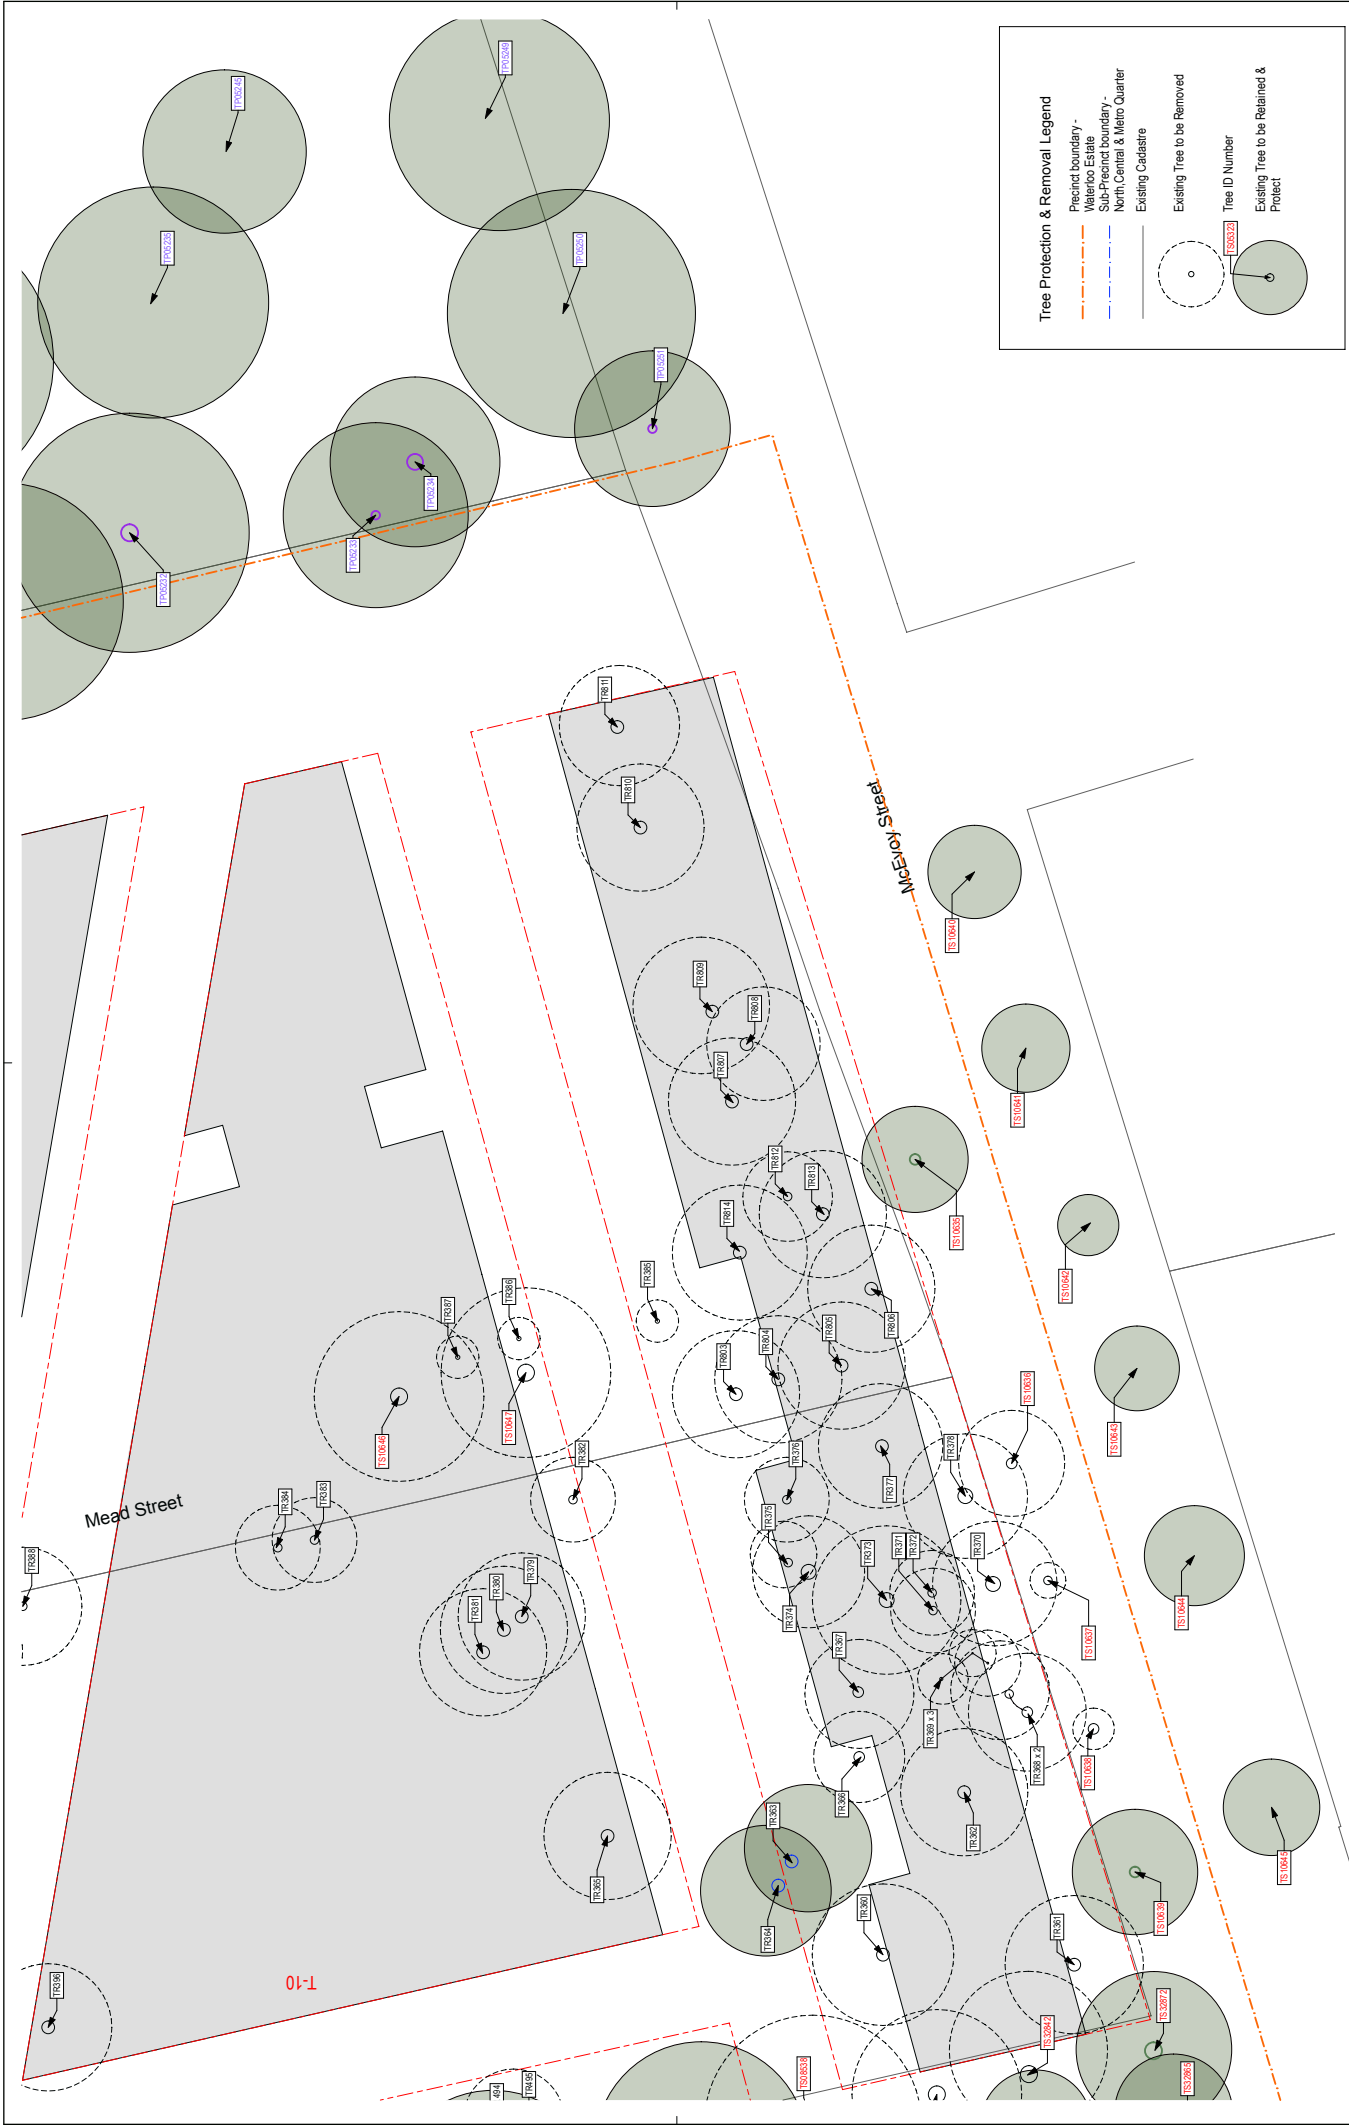 Tree Protection & Removal Legend
Precinct boundary -
Waterloo Estate
Sub-Precinct boundary -
North,Central & Metro Quarter
Existing Cadastre
Existing Tree to be Removed
TS05323
Tree ID Number
Existing Tree to be Retained &
Protect
TP05249
TP05245
TP05235
TP05250
TP05251
TP05234
TP05233
TP05232
TR811
TR810
McEvoy Street
TS10640
TR809
TR808
TR807
TS10641
TR812
TR813
TR814
TS10635
TS10642
TR385
TR386
TR387
TR803
TR804
TR805
TR806
TS10636
TS10643
TS10646
TS10647
TR382
TR376
TR377
TR378
Mead Street
TR384
TR383
TR388
TR375
TR374
TR373
TR371
TR372
TR370
TS10637
TS10644
TR379
TR380
TR381
TR367
TR369 x 3
TR368 x 2
TS10638
TR366
TR362
TR363
TR364
TR365
TR360
TR361
TS10639
TS10645
TR396
T-10
TS32842
TS32872
TS32865
TS08538
TR495
494